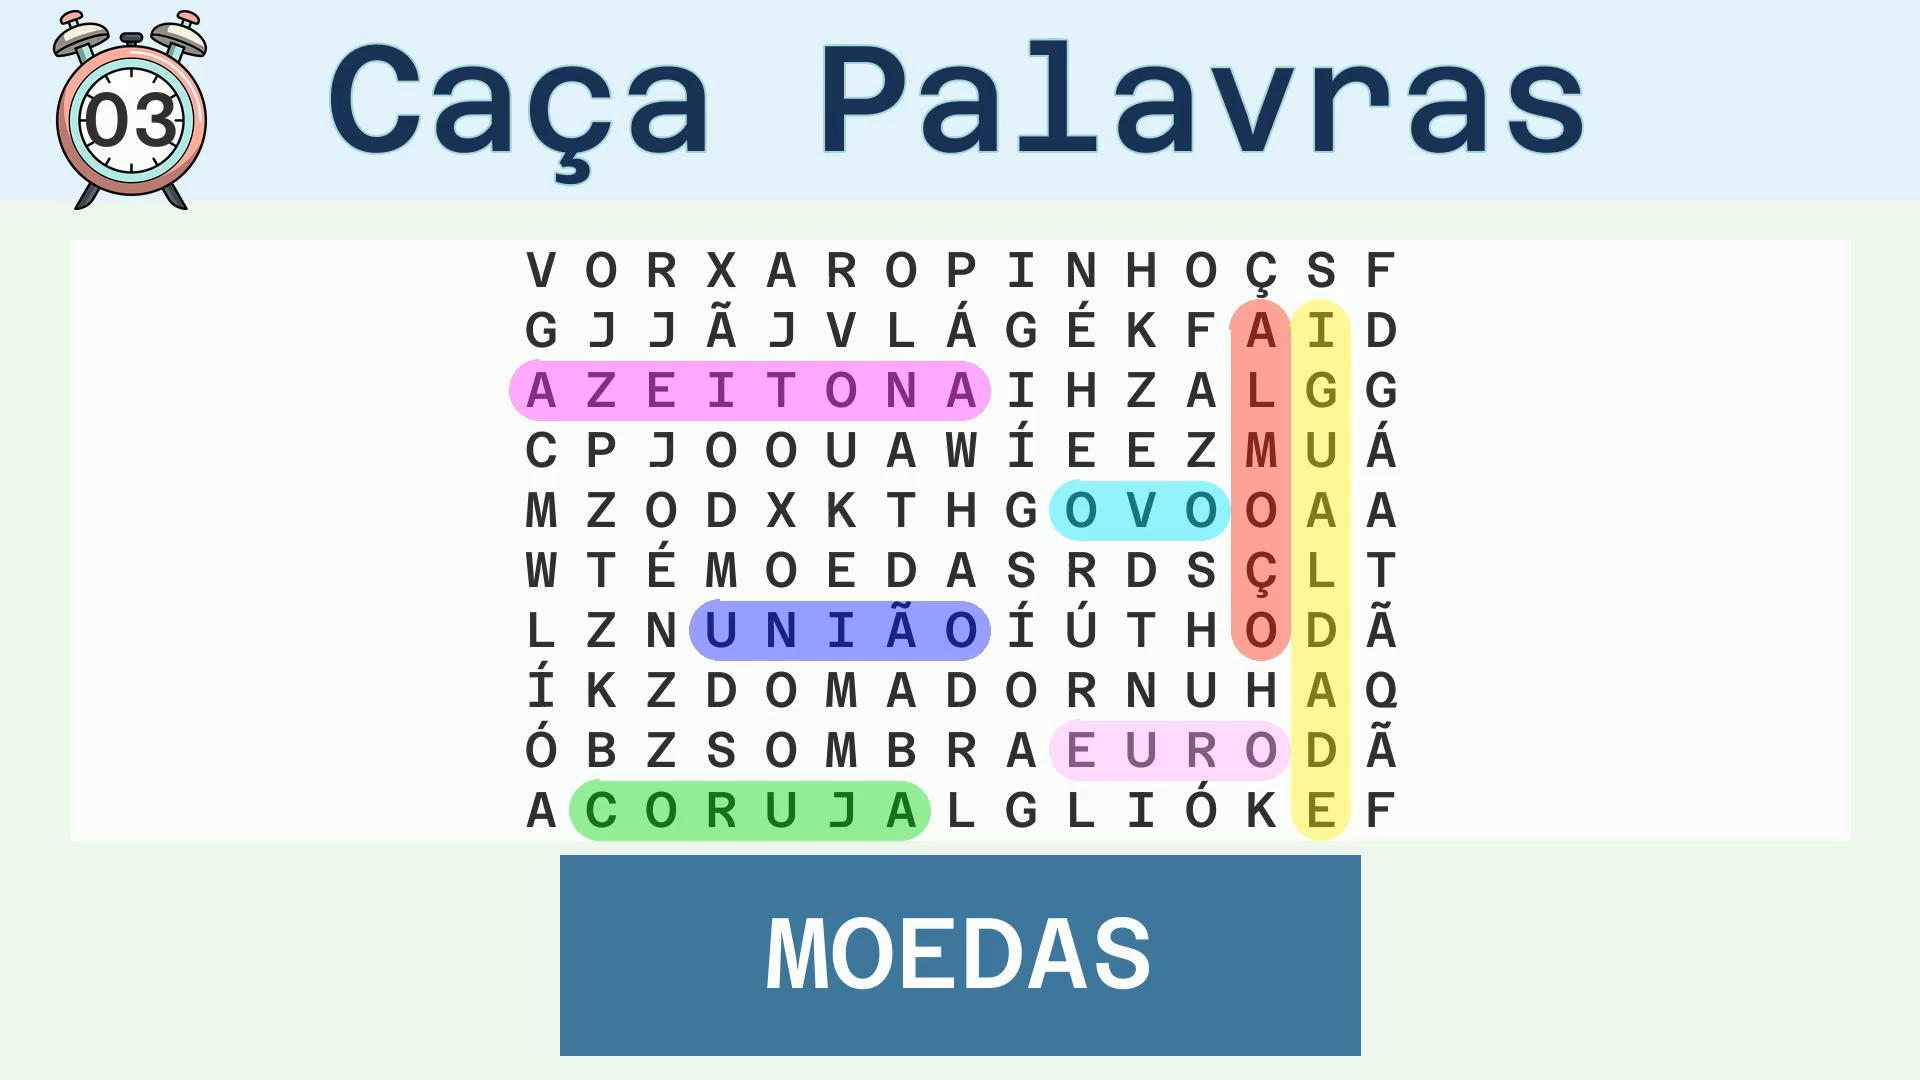 03
Caça Palavras
V O R X A R O P I N H O Ç S F
G J J Ã J V L Á G É K F A I D
A Z E I T O N A I H Z A L G G
C P J O O U A W Í E E Z M U Á
M Z O D X K T H G O V O O A A
W T É M O E D A S R D S Ç L T
L Z N U N I Ã O Í Ú T H O D Ã
Í K Z D O M A D O R N U H A Q
Ó B Z S O M B R A E U R O D Ã
A C O R U J A L G L I Ó K E F
MOEDAS